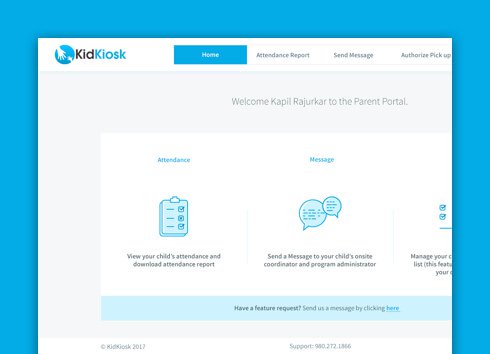 KidKiosk
Home
Attendance Report
Send Message
Authorize Pick up
Welcome Kapil Rajurkar to the Parent Portal.
Attendance
Message
View your child's attendance and
download attendance report
Send a Message to your child's onsite
coordinator and program administrator
Manage your c
list (this featu
your c
Have a feature request? Send us a message by clicking here
© KidKiosk 2017
Support: 980.272.1866